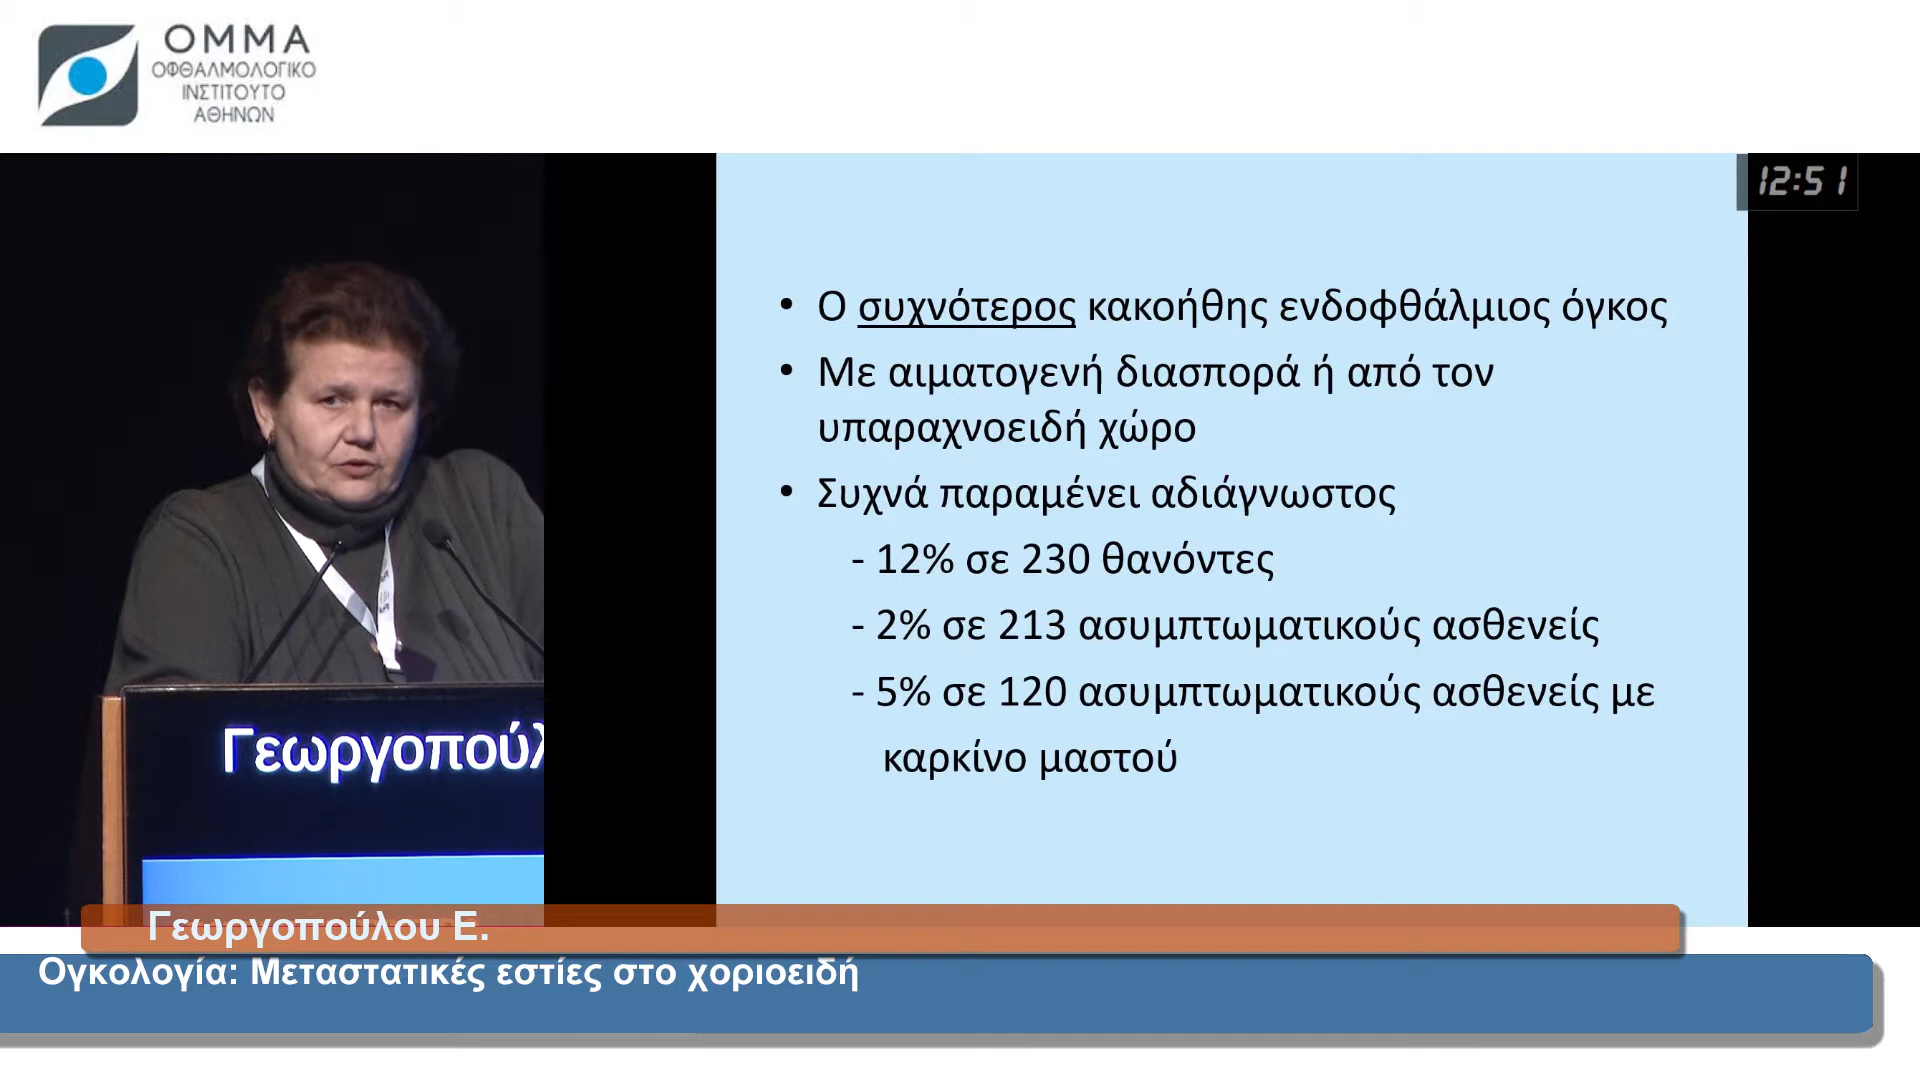 ΟΜΜΑ
ΟΦΘΑΛΜΟΛΟΓΙΚΟ
ΙΝΣΤΙΤΟΥΤΟ
ΑΘΗΝΩΝ
12:51
• Ο συχνότερος κακοήθης ενδοφθάλμιος όγκος
• Με αιματογενή διασπορά ή από τον
υπαραχνοειδή χώρο
• Συχνά παραμένει αδιάγνωστος
- 12% σε 230 θανόντες
- 2% σε 213 ασυμπτωματικούς ασθενείς
- 5% σε 120 ασυμπτωματικούς ασθενείς με
καρκίνο μαστού
Γεωργοπούλ
Γεωργοπούλου Ε.
Ογκολογία: Μεταστατικές εστίες στο χοριοειδή